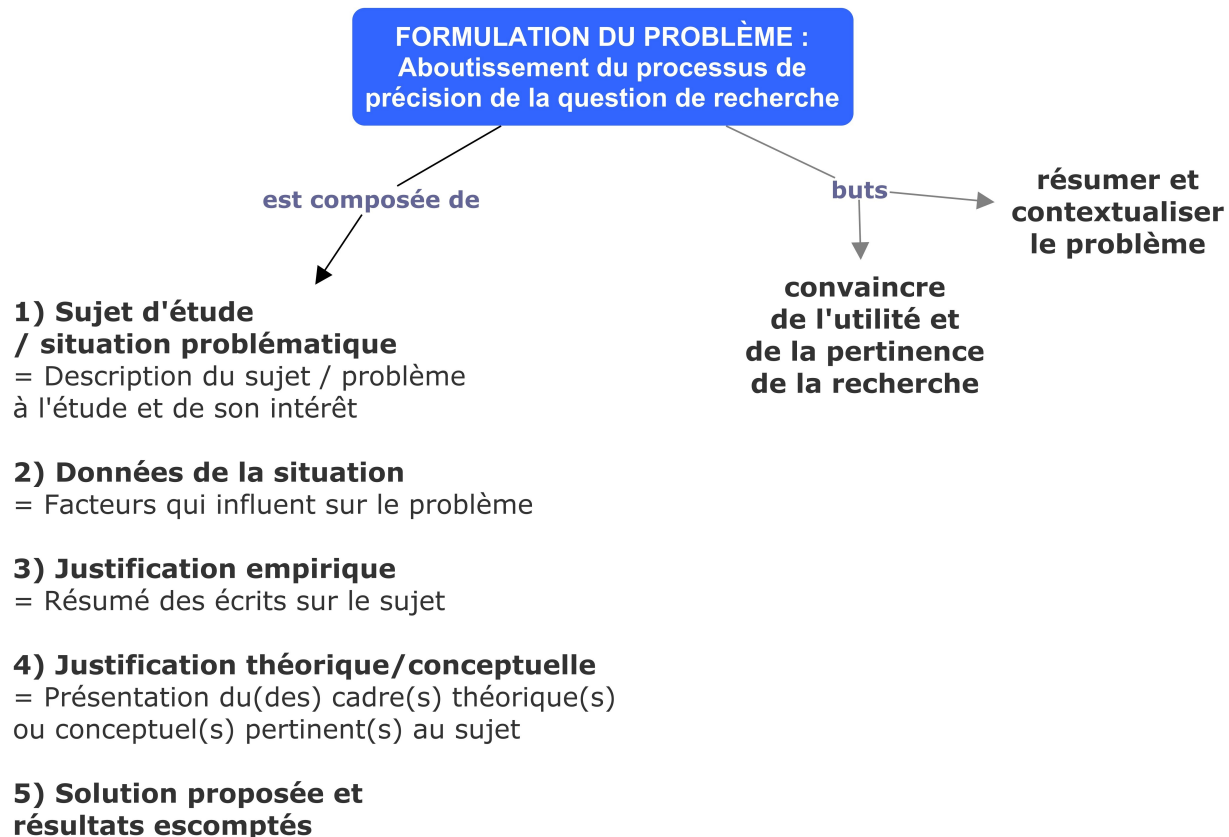 FORMULATION DU PROBLÈME :
Aboutissement du processus de
précision de la question de recherche
est composée de
buts
résumer et
contextualiser
le problème
convaincre
de l'utilité et
de la pertinence
de la recherche
1) Sujet d'étude
/ situation problématique
= Description du sujet / problème
à l'étude et de son intérêt
2) Données de la situation
= Facteurs qui influent sur le problème
3) Justification empirique
= Résumé des écrits sur le sujet
4) Justification théorique/conceptuelle
= Présentation du(des) cadre(s) théorique(s)
ou conceptuel(s) pertinent(s) au sujet
5) Solution proposée et
résultats escomptés